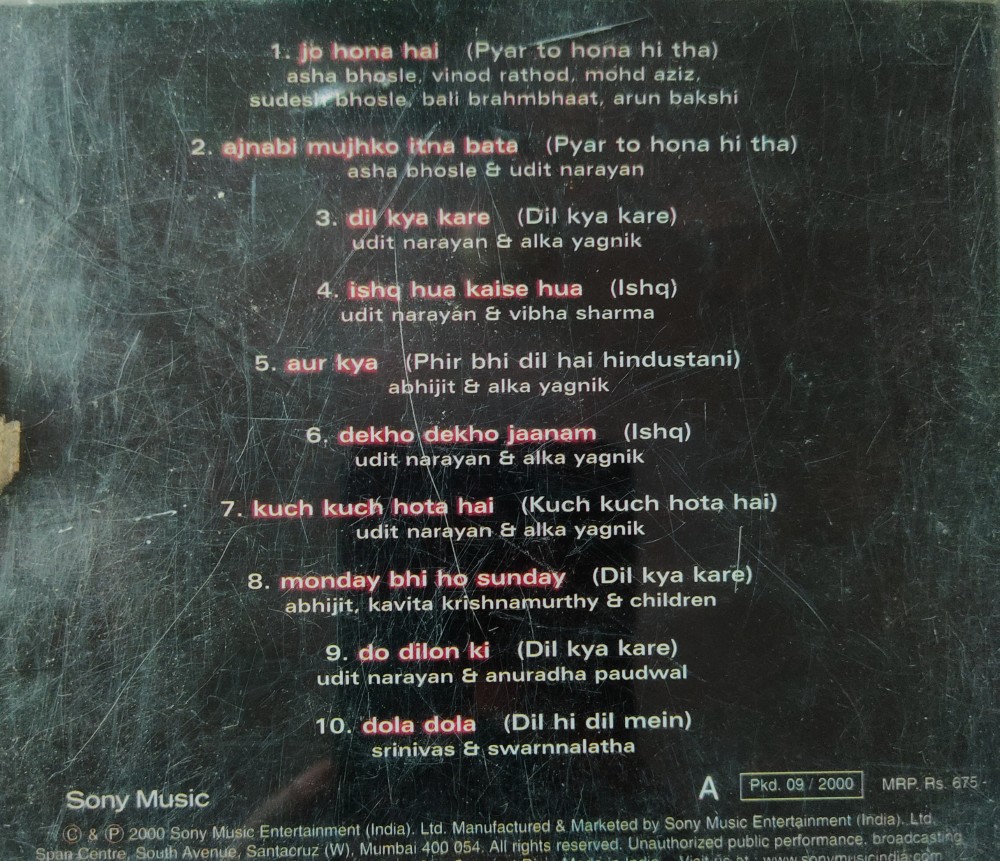 1. jo hona hai (Pyar to hona hi tha)
asha bhosle, vinod rathod, mohd aziz,
sudesh bhosle, bali brahmbhaat, arun bakshi
2. ajnabi mujhko itna bata (Pyar to hona hi tha)
asha bhosle & udit narayan
3. dil kya kare (Dil kya kare)
udit narayan & alka yagnik
4. ishq hua kaise hua (Ishq)
udit narayan & vibha sharma
5. aur kya (Phir bhi dil hai hindustani)
abhijit & alka yagnik
6. dekho dekho jaanam (Ishq)
udit narayan & alka yagnik
7. kuch kuch hota hai (Kuch kuch hota hai)
udit narayan & alka yagnik
8. monday bhi ho sunday (Dil kya kare)
abhijit, kavita krishnamurthy & children
9. do dilon ki (Dil kya kare)
udit narayan & anuradha paudwal
10. dola dola (Dil hi dil mein)
srinivas & swarnnalatha
Sony Music A Pkd. 09 / 2000 MRP. Rs. 675 -
© & ℗ 2000 Sony Music Entertainment (India). Ltd. Manufactured & Marketed by Sony Music Entertainment (India). Ltd.
Span Centre, South Avenue, Santacruz (W), Mumbai 400 054. All rights reserved. Unauthorized public performance. broadcasting